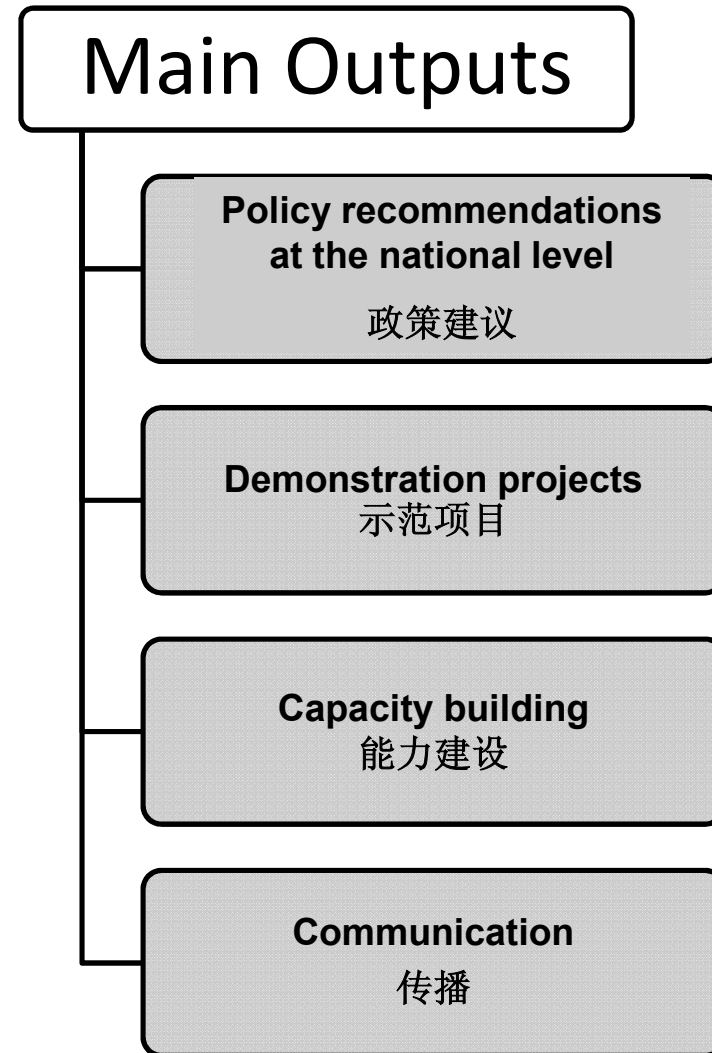 Main Outputs
Policy recommendations
at the national level
政策建议
Demonstration projects
示范项目
Capacity building
能力建设
Communication
传播